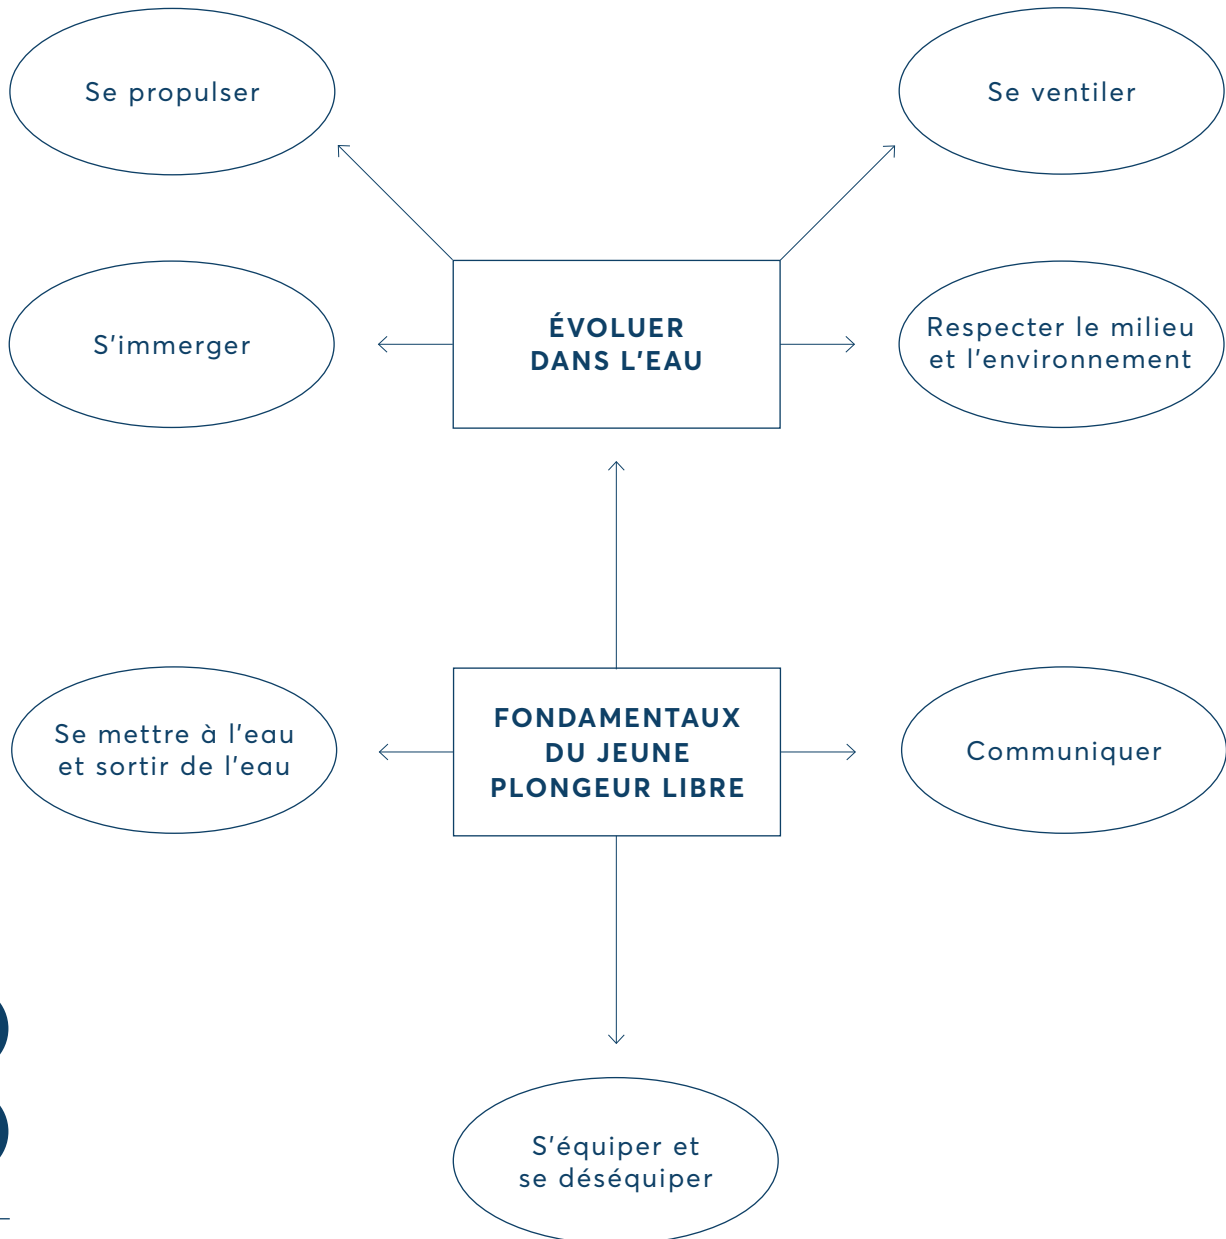 Se propulser
Se ventiler
S'immerger
ÉVOLUER
DANS L'EAU
Respecter le milieu
et l'environnement
Se mettre à l'eau
et sortir de l'eau
FONDAMENTAUX
DU JEUNE
PLONGEUR LIBRE
Communiquer
S'équiper et
se déséquiper